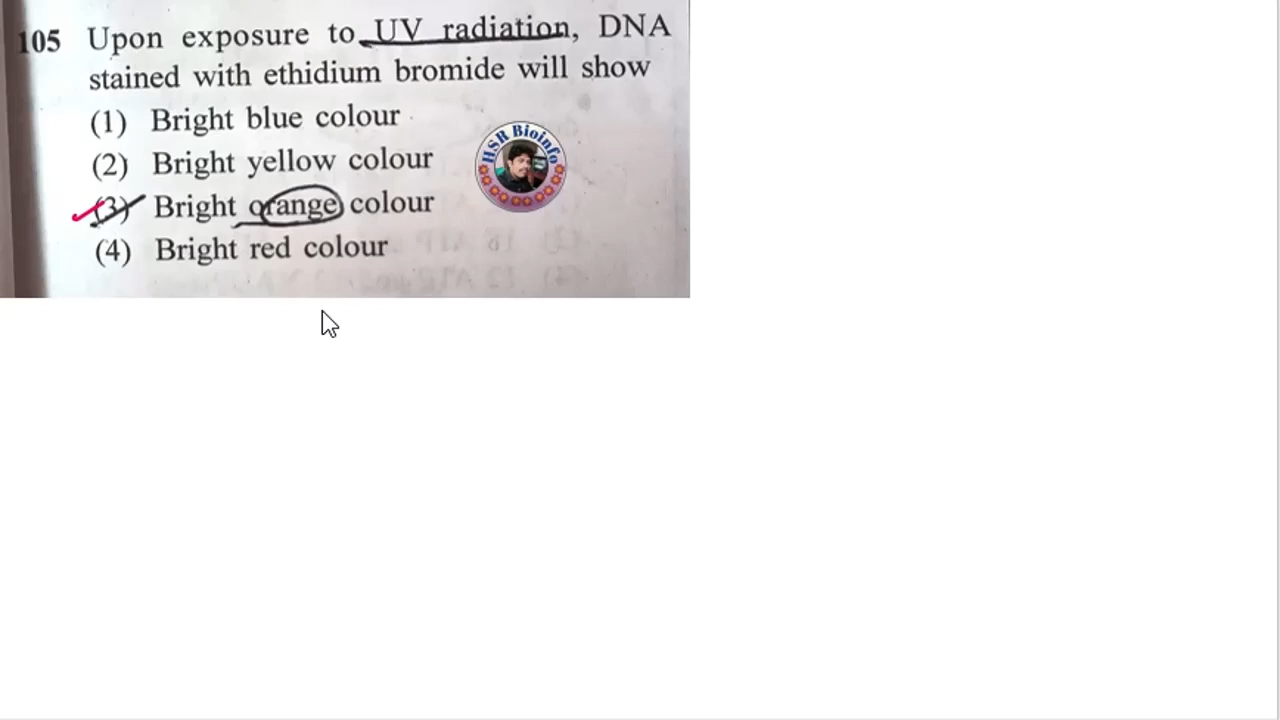 105 Upon exposure to UV radiation, DNA
stained with ethidium bromide will show
(1) Bright blue colour
(2) Bright yellow colour
(3) Bright orange colour
(4) Bright red colour
HSR Bioinfo